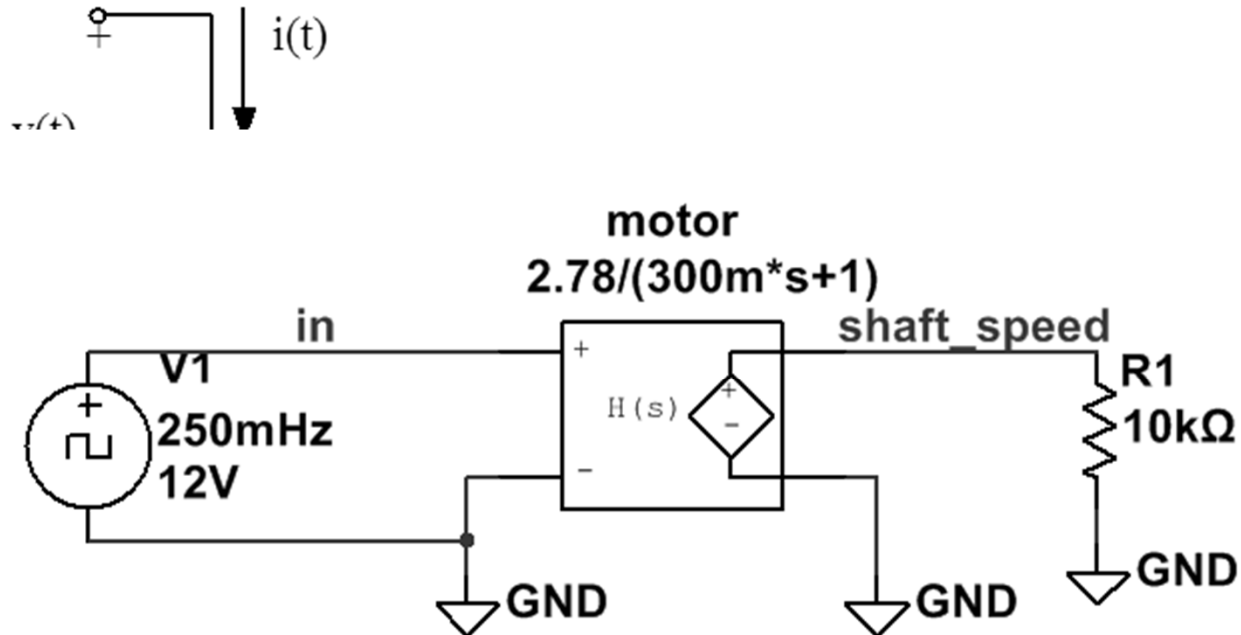 +
i(t)
motor
2.78/(300m*s+1)
in
shaft_speed
V1
250mHz
12V
+
+
H(s)
+
-
-
R1
10kΩ
GND
GND
GND